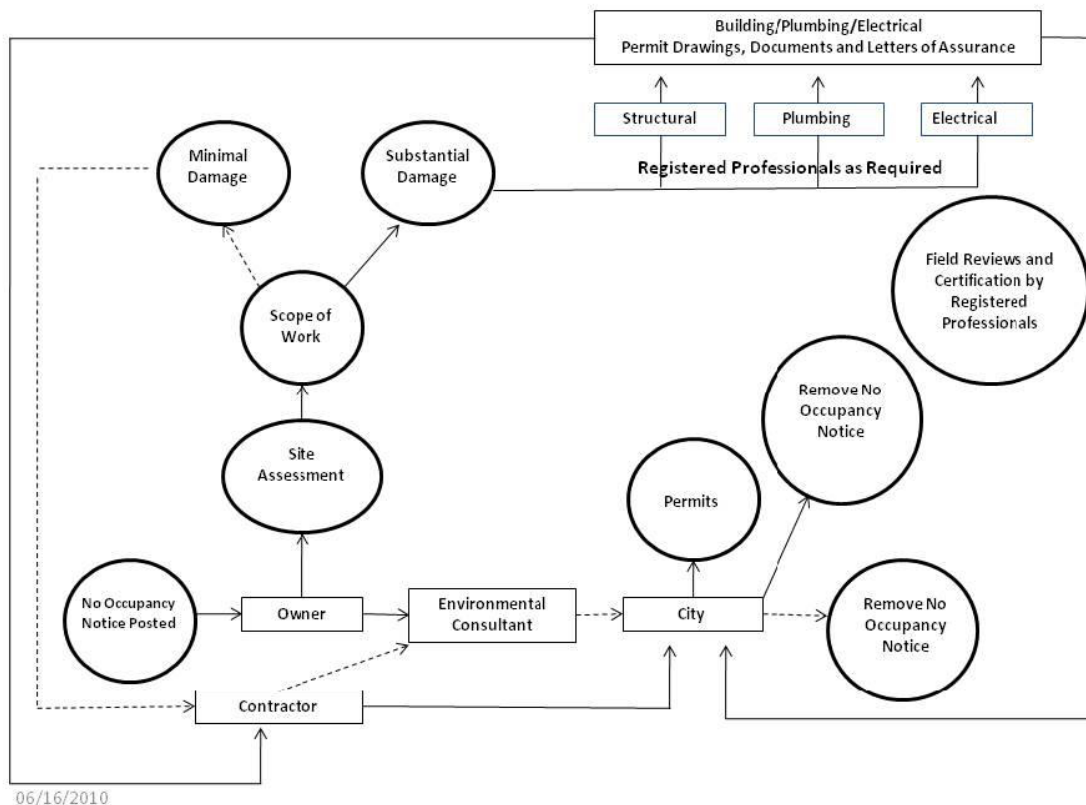 Building/Plumbing/Electrical
Permit Drawings, Documents and Letters of Assurance
Structural
Plumbing
Electrical
Registered Professionals as Required
Minimal
Damage
Substantial
Damage
Field Reviews and
Certification by
Registered
Professionals
Scope of
Work
Remove No
Occupancy
Notice
Site
Assessment
Permits
No Occupancy
Notice Posted
Owner
Environmental
Consultant
City
Remove No
Occupancy
Notice
Contractor
06/16/2010